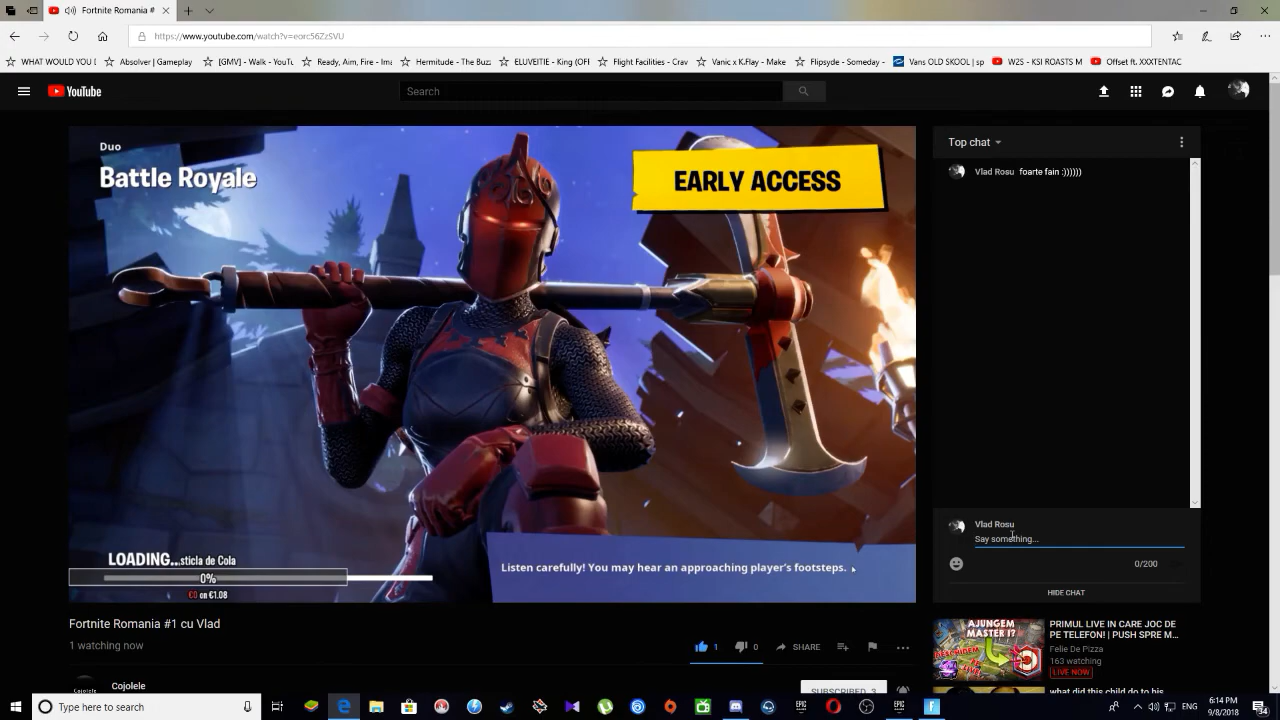 Fortnite Romania #
https://www.youtube.com/watch?v=eorc56ZzSVU
WHAT WOULD YOU D
Absolver | Gameplay
[GMV] - Walk - YouTu
Ready, Aim, Fire - Ima
Hermitude - The Buzz
ELUVEITIE - King (OFF
Flight Facilities - Crav
Vanic x K.Flay - Make
Flipsyde - Someday -
Vans OLD SKOOL | sp
W2S - KSI ROASTS M
Offset ft. XXXTENTAC
YouTube
Search
Duo
Battle Royale
EARLY ACCESS
LOADING...sticla de Cola
0%
€0 on €1.08
Listen carefully! You may hear an approaching player's footsteps.
Top chat
Vlad Rosu foarte fain :))))))
Vlad Rosu
Say something...
0/200
HIDE CHAT
Fortnite Romania #1 cu Vlad
1 watching now
1
0
SHARE
Cojolele
Cojolele
SUBSCRIBED 3
AJUNGEM
MASTER I?
DESCHIDEM
PRIMUL LIVE IN CARE JOC DE
PE TELEFON! | PUSH SPRE M...
Felie De Pizza
163 watching
LIVE NOW
what did this child do to his
Type here to search
EPIC
GAMES
EPIC
GAMES
ENG
6:14 PM
9/8/2018
34